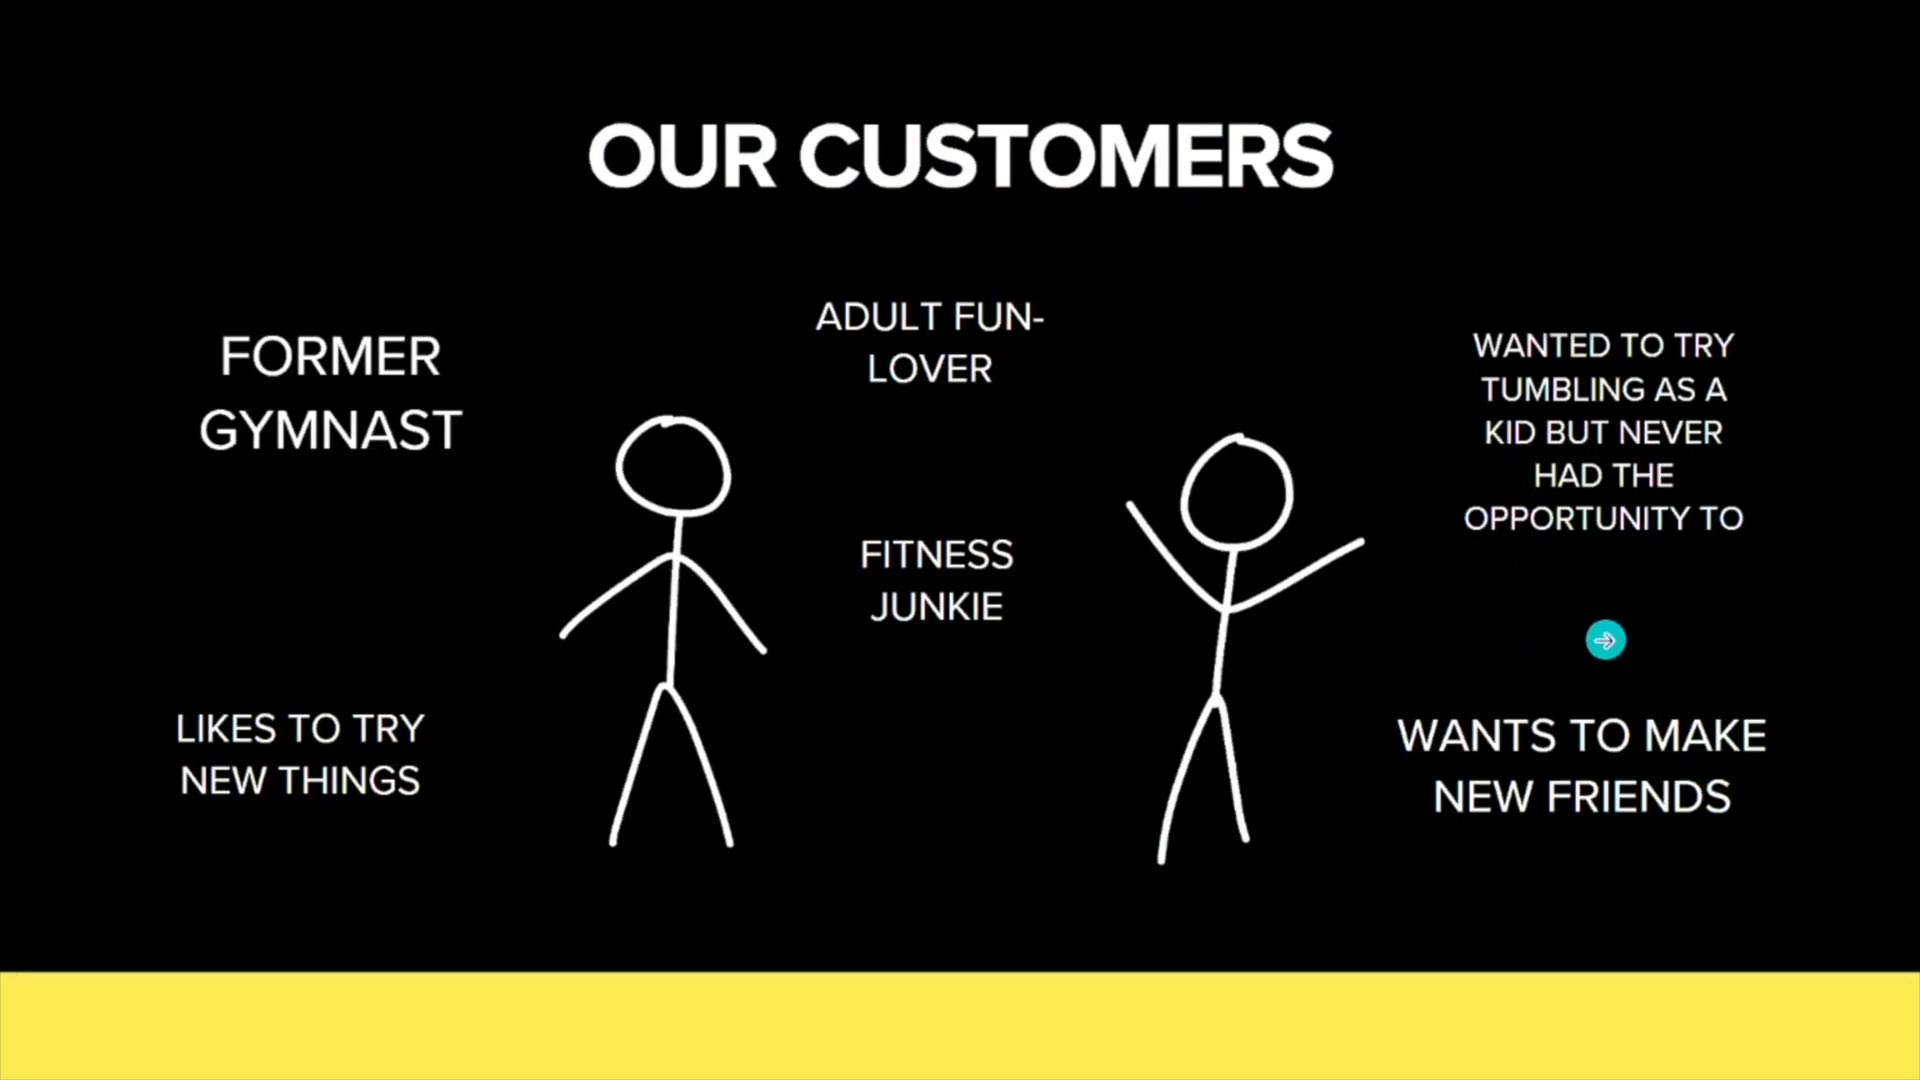 OUR CUSTOMERS
FORMER
GYMNAST
ADULT FUN-
LOVER
WANTED TO TRY
TUMBLING AS A
KID BUT NEVER
HAD THE
OPPORTUNITY TO
FITNESS
JUNKIE
LIKES TO TRY
NEW THINGS
WANTS TO MAKE
NEW FRIENDS